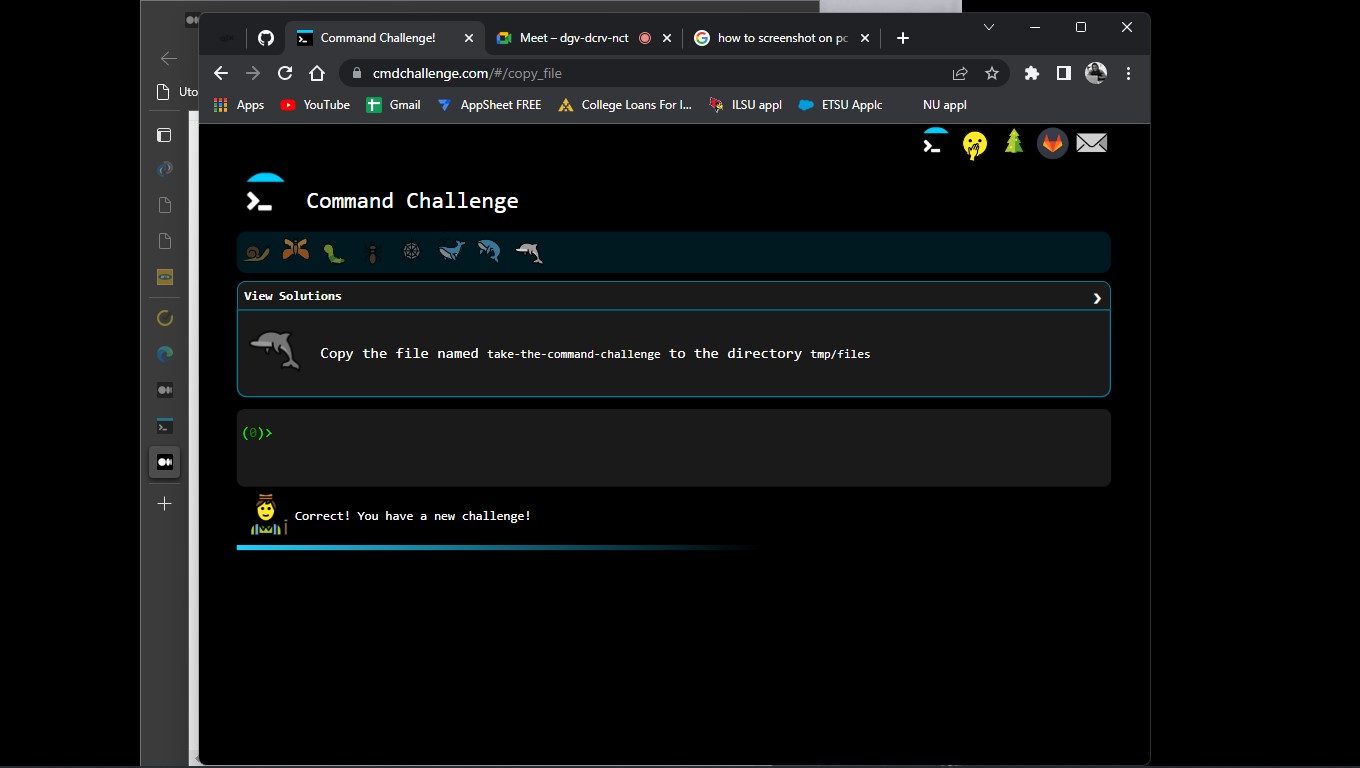 Command Challenge!
Meet – dgv-dcrv-nct
how to screenshot on pc
cmdchallenge.com/#/copy_file
Uto
Apps
YouTube
Gmail
AppSheet FREE
College Loans For I...
ILSU appl
ETSU Applc
NU appl
Command Challenge
View Solutions
Copy the file named take-the-command-challenge to the directory tmp/files
(0)>
Correct! You have a new challenge!